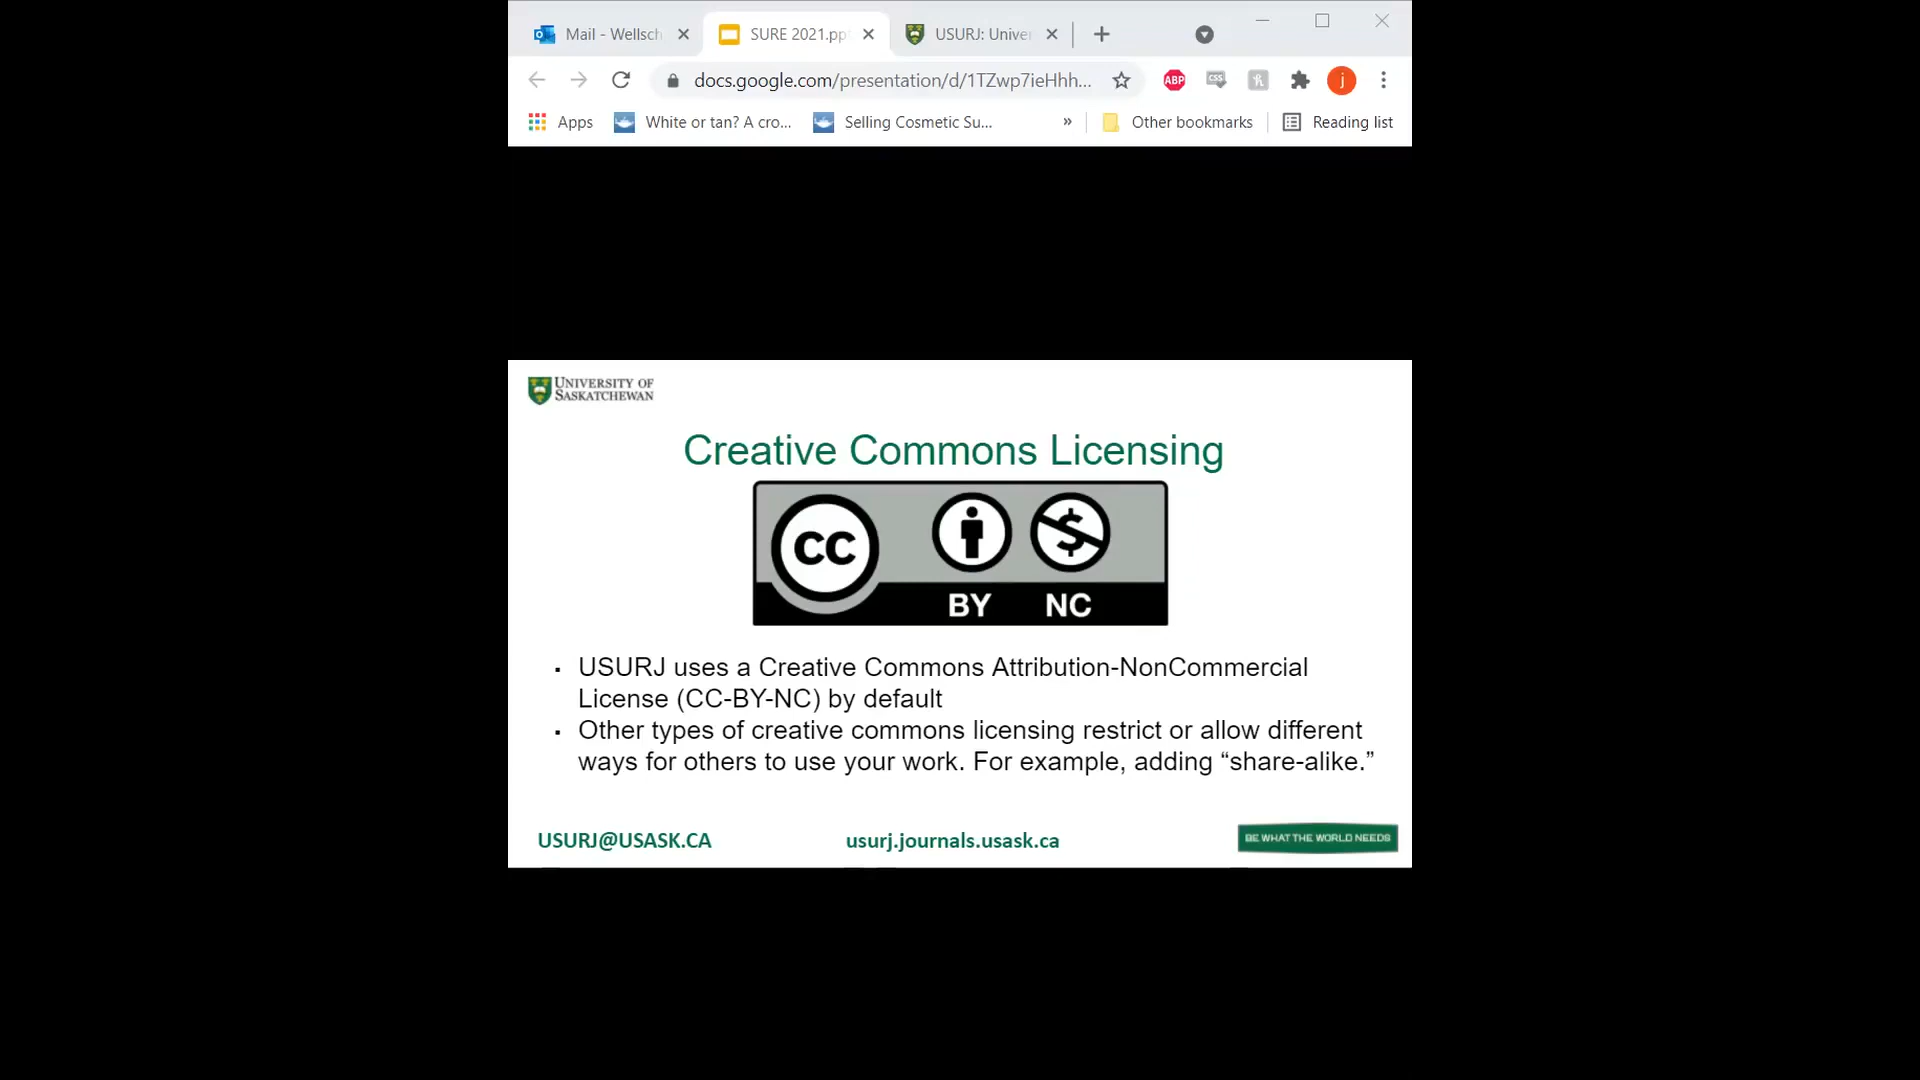 Mail - Wellsch
SURE 2021.ppt
USURJ: Univer
docs.google.com/presentation/d/1TZwp7ieHhh...
ABP
CSS
j
Apps
White or tan? A cro...
Selling Cosmetic Su...
»
Other bookmarks
Reading list
UNIVERSITY OF
SASKATCHEWAN
Creative Commons Licensing
CC
BY NC
▪ USURJ uses a Creative Commons Attribution-NonCommercial
License (CC-BY-NC) by default
▪ Other types of creative commons licensing restrict or allow different
ways for others to use your work. For example, adding “share-alike.”
USURJ@USASK.CA
usurj.journals.usask.ca
BE WHAT THE WORLD NEEDS